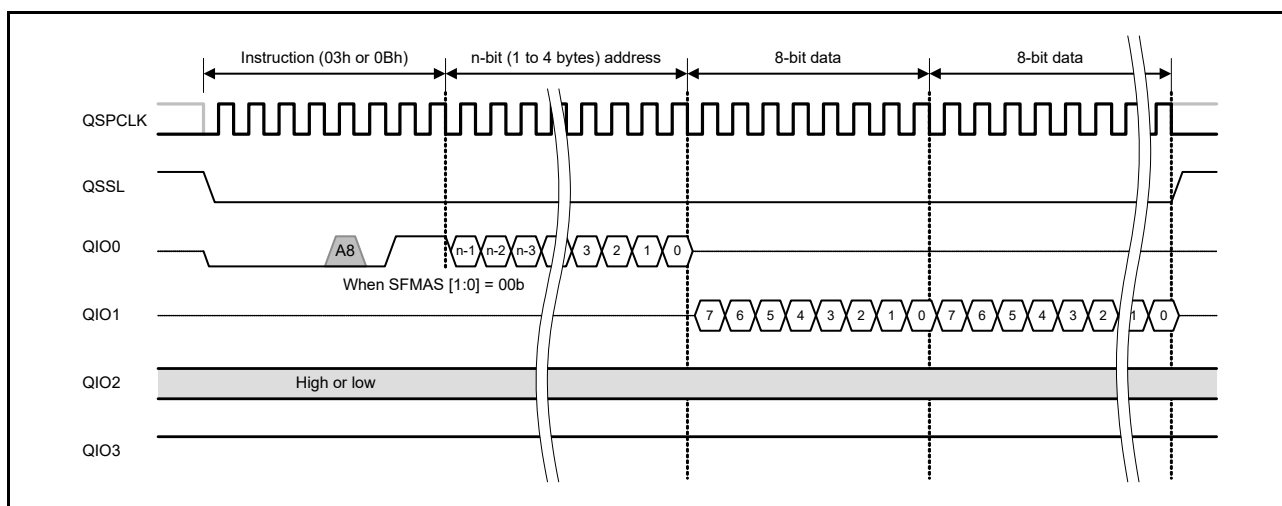 Instruction (03h or 0Bh) n-bit (1 to 4 bytes) address 8-bit data 8-bit data
QSPCLK
QSSL
QIO0 A8 n-1 n-2 n-3 3 2 1 0
When SFMAS [1:0] = 00b
QIO1 7 6 5 4 3 2 1 0 7 6 5 4 3 2 1 0
QIO2 High or low
QIO3